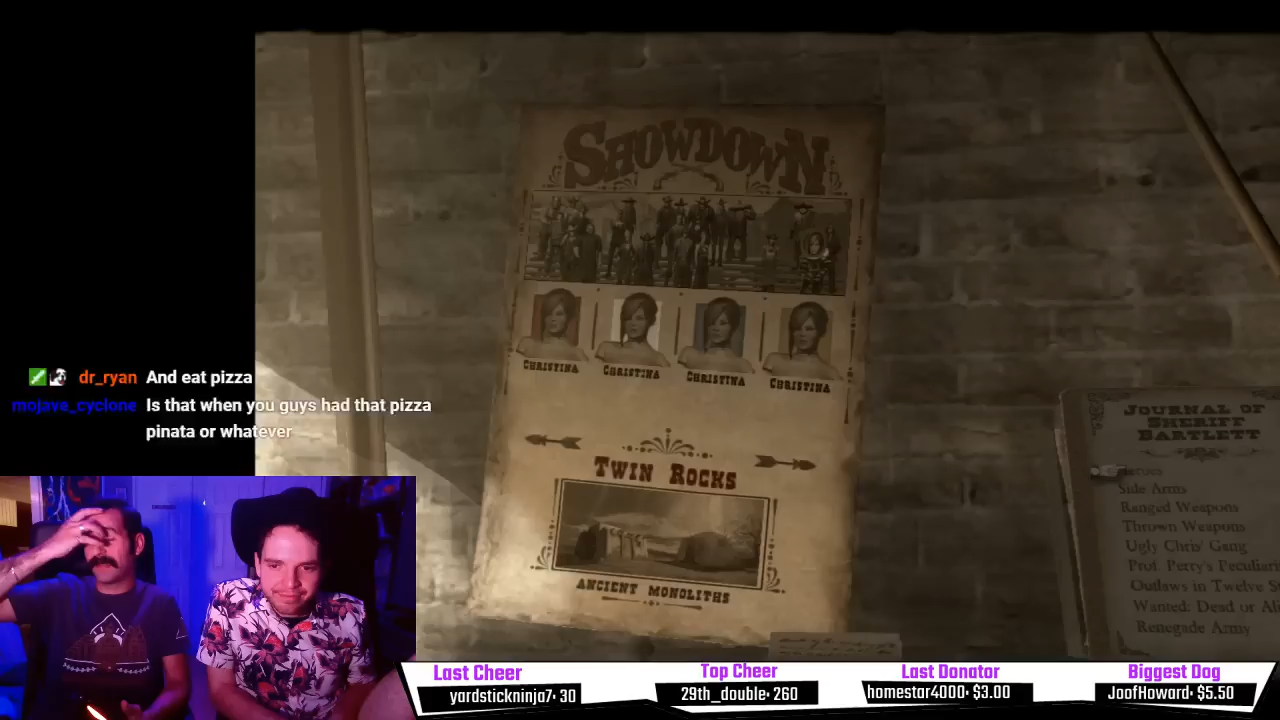 SHOWDOWN
CHRISTINA CHRISTINA CHRISTINA CHRISTINA
TWIN ROCKS
ANCIENT MONOLITHS
JOURNAL OF
SHERIFF
BARTLETT
Side Arms
Ranged Weapons
Thrown Weapons
Ugly Chris' Gang
Prof. Perry's
Outlaws in Twelve
Wanted: Dead or
Renegade Army
dr_ryan And eat pizza
mojave_cyclone Is that when you guys had that pizza
pinata or whatever
Last Cheer
yardstickninja7: 30
Top Cheer
29th_double: 260
Last Donator
homestar4000: $3.00
Biggest Dog
JoofHoward: $5.50